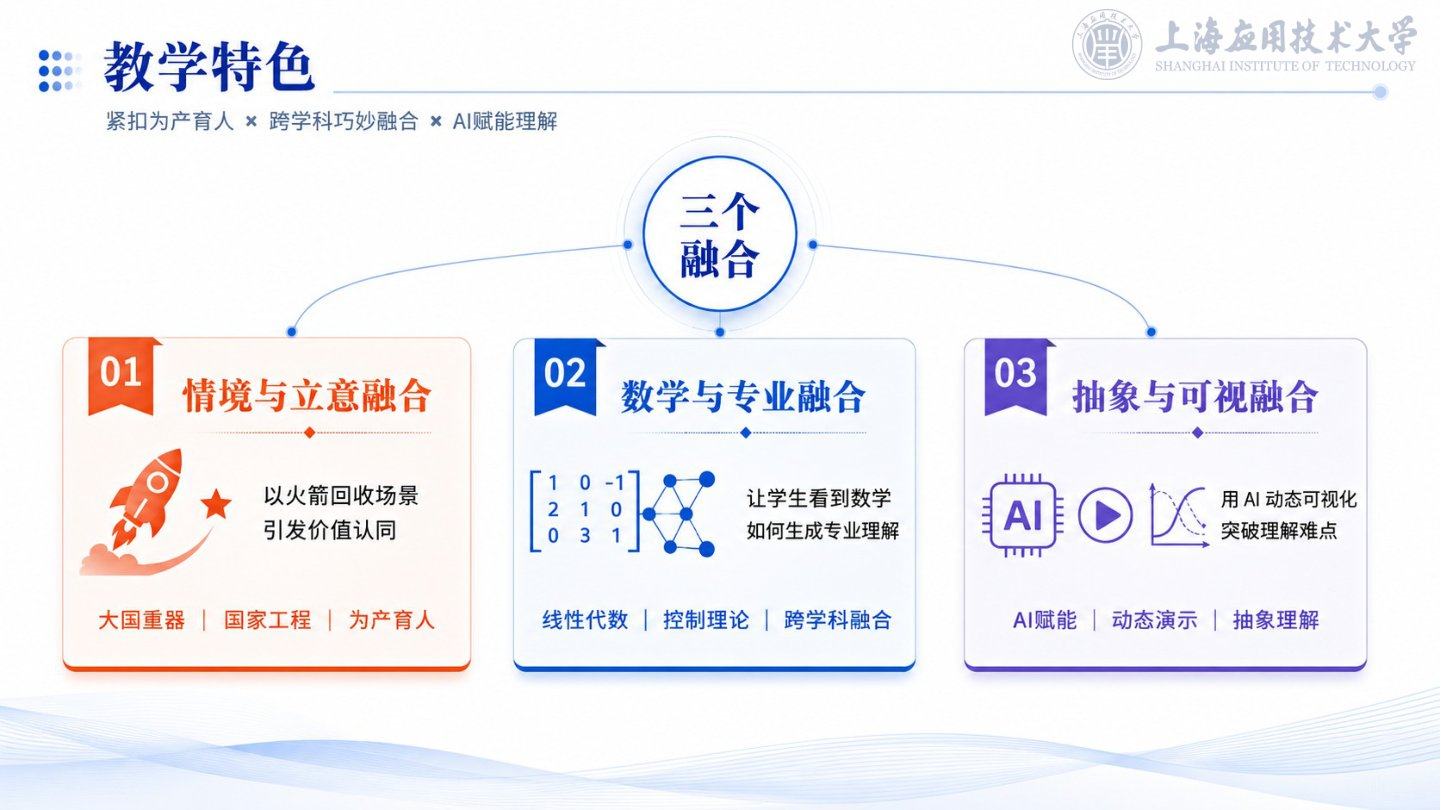 教学特色
上海应用技术大学
SHANGHAI INSTITUTE OF TECHNOLOGY
紧扣为产育人 × 跨学科巧妙融合 × AI赋能理解
三个
融合
01
情境与立意融合
以火箭回收场景
引发价值认同
大国重器 | 国家工程 | 为产育人
02
数学与专业融合
1 0 -1
2 1 0
0 3 1
让学生看到数学
如何生成专业理解
线性代数 | 控制理论 | 跨学科融合
03
抽象与可视融合
AI
用 AI 动态可视化
突破理解难点
AI赋能 | 动态演示 | 抽象理解